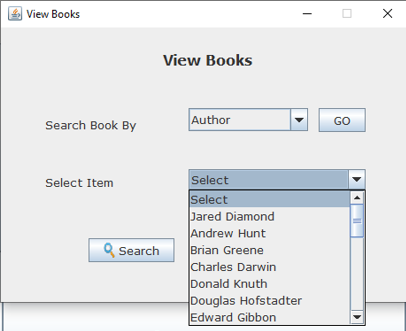 View Books
View Books
Search Book By
Author
GO
Select Item
Select
Select
Jared Diamond
Andrew Hunt
Brian Greene
Charles Darwin
Donald Knuth
Douglas Hofstadter
Edward Gibbon
Search